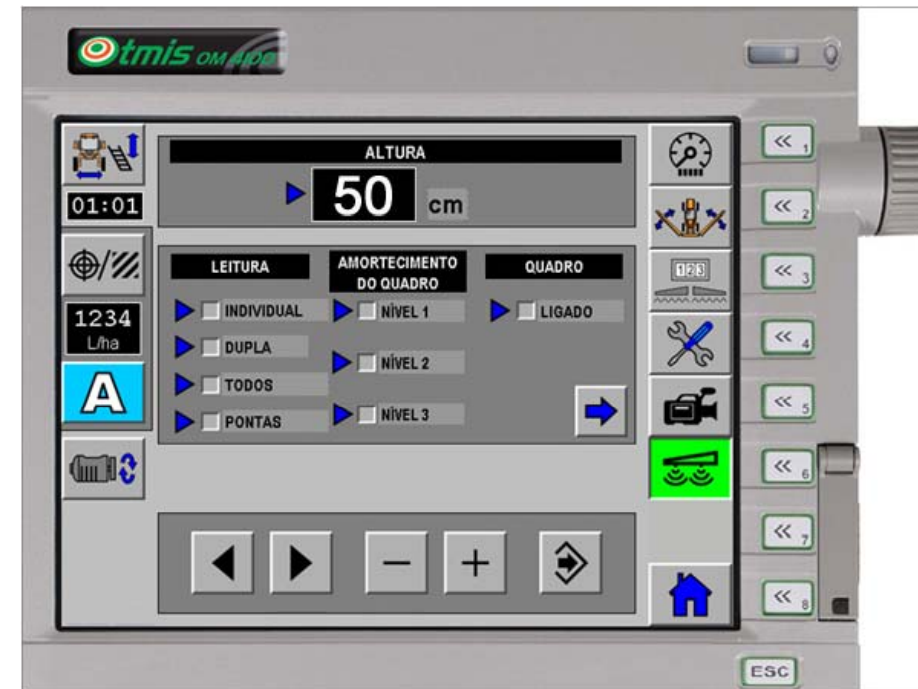 Otmis OM 4100
ALTURA
50 cm
01:01
1234
L/ha
A
LEITURA
INDIVIDUAL
DUPLA
TODOS
PONTAS
AMORTECIMENTO
DO QUADRO
NÍVEL 1
NÍVEL 2
NÍVEL 3
QUADRO
LIGADO
123
<< 1
<< 2
<< 3
<< 4
<< 5
<< 6
<< 7
<< 8
ESC